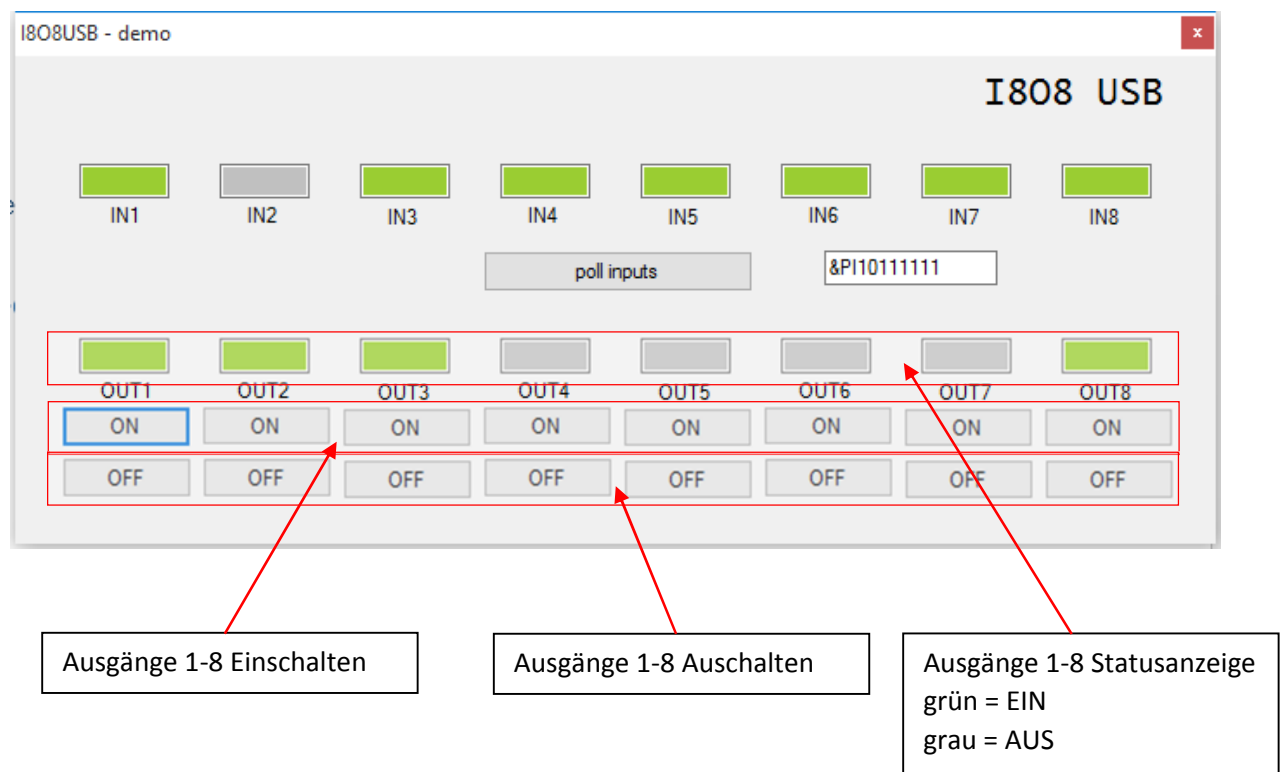 I8O8USB - demo
x
I8O8 USB
IN1 IN2 IN3 IN4 IN5 IN6 IN7 IN8
poll inputs &PI10111111
OUT1 OUT2 OUT3 OUT4 OUT5 OUT6 OUT7 OUT8
ON ON ON ON ON ON ON ON
OFF OFF OFF OFF OFF OFF OFF OFF
Ausgänge 1-8 Einschalten
Ausgänge 1-8 Auschalten
Ausgänge 1-8 Statusanzeige
grün = EIN
grau = AUS